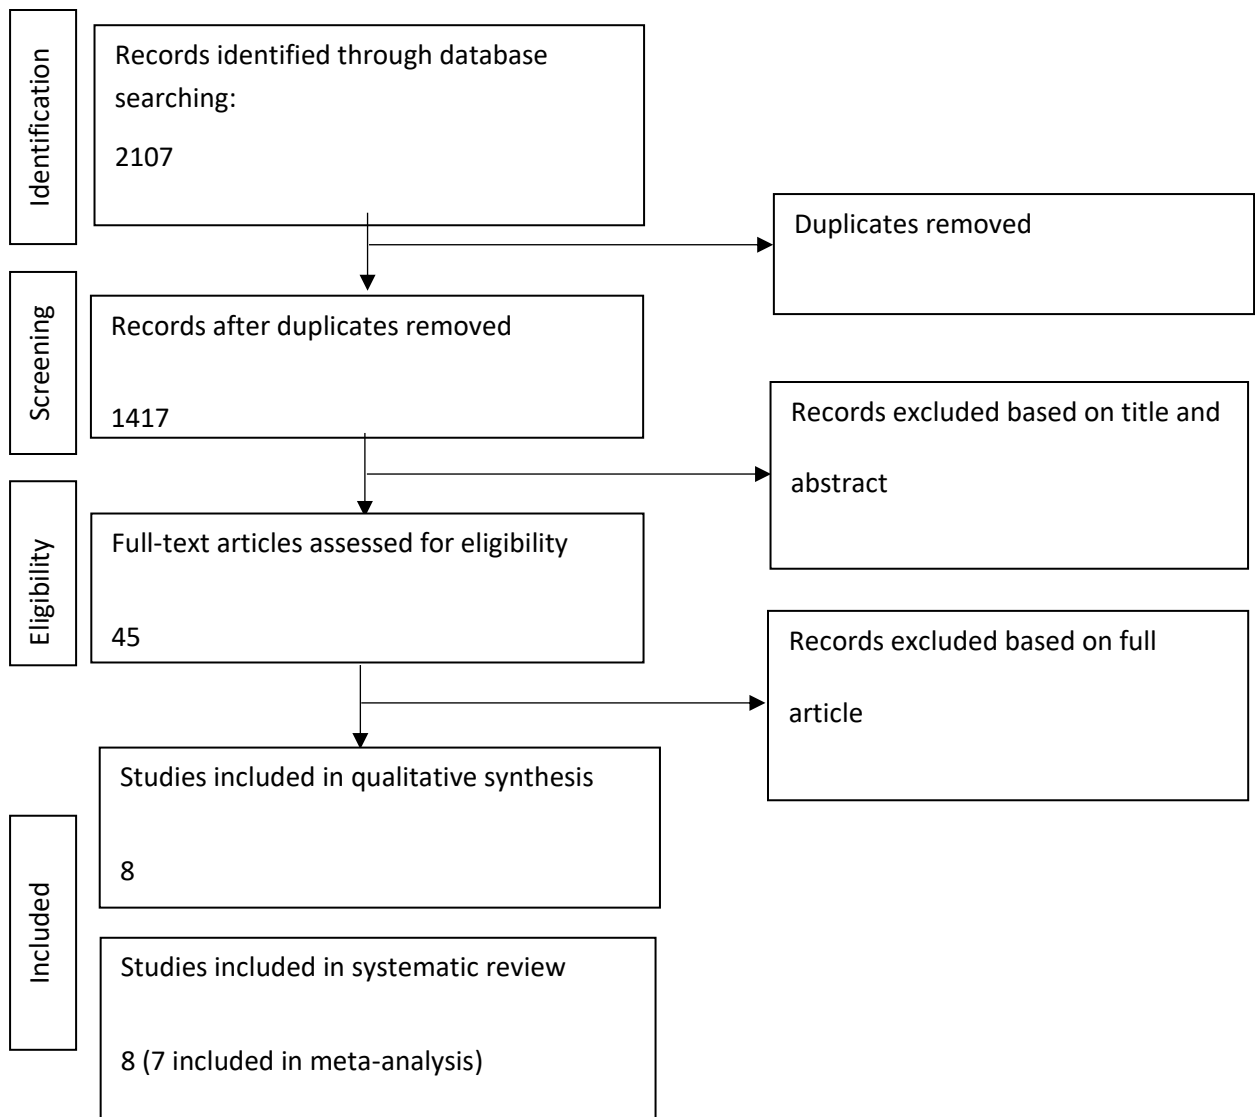 Identification
Records identified through database
searching:
2107
Duplicates removed
Screening
Records after duplicates removed
1417
Records excluded based on title and
abstract
Eligibility
Full-text articles assessed for eligibility
45
Records excluded based on full
article
Included
Studies included in qualitative synthesis
8
Studies included in systematic review
8 (7 included in meta-analysis)